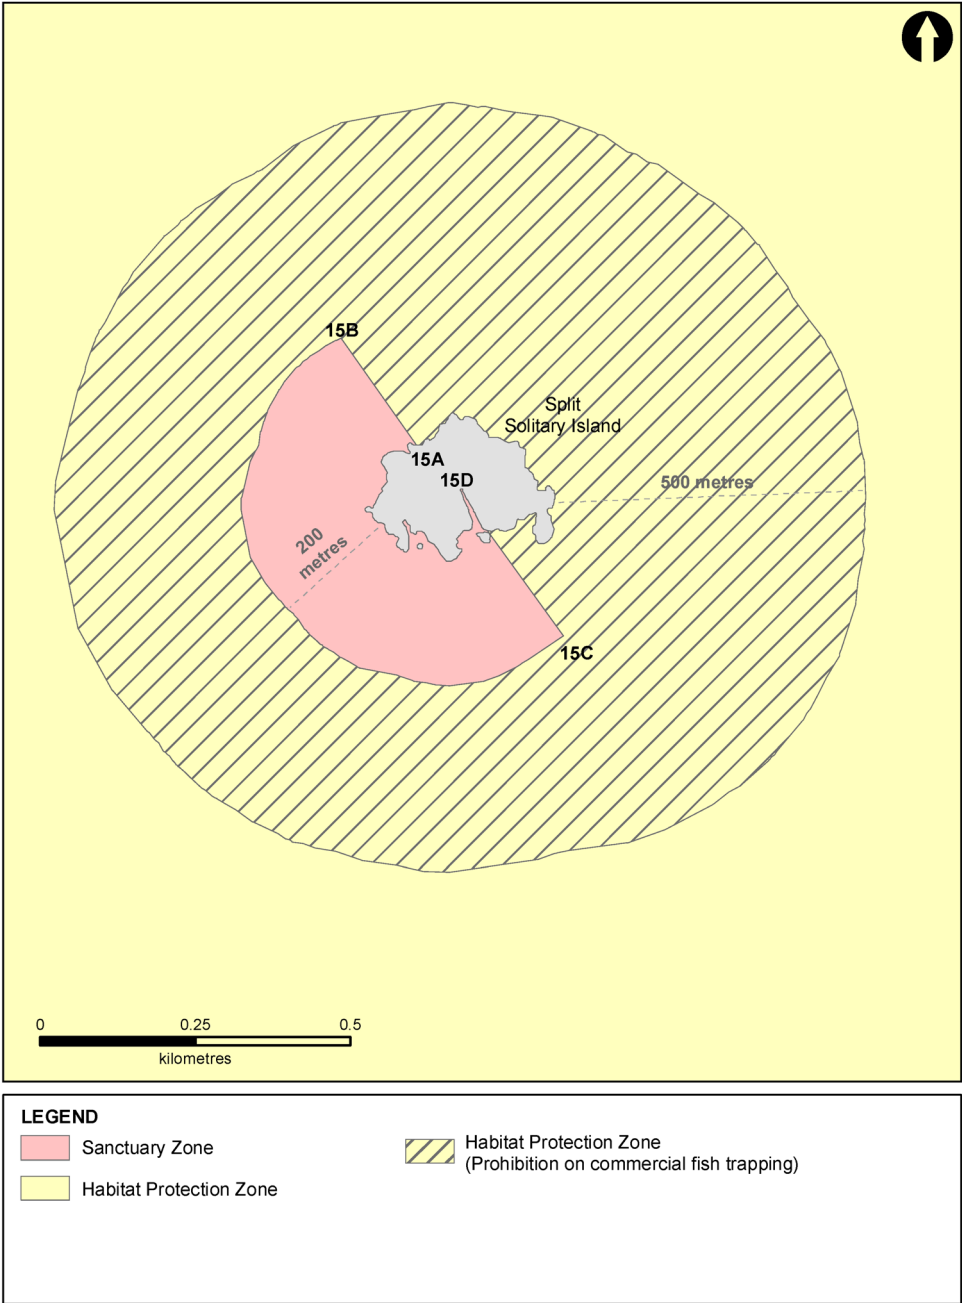 15B
Split
Solitary Island
15A
15D
500 metres
200
metres
15C
0 0.25 0.5
kilometres
LEGEND
Sanctuary Zone
Habitat Protection Zone
Habitat Protection Zone
(Prohibition on commercial fish trapping)